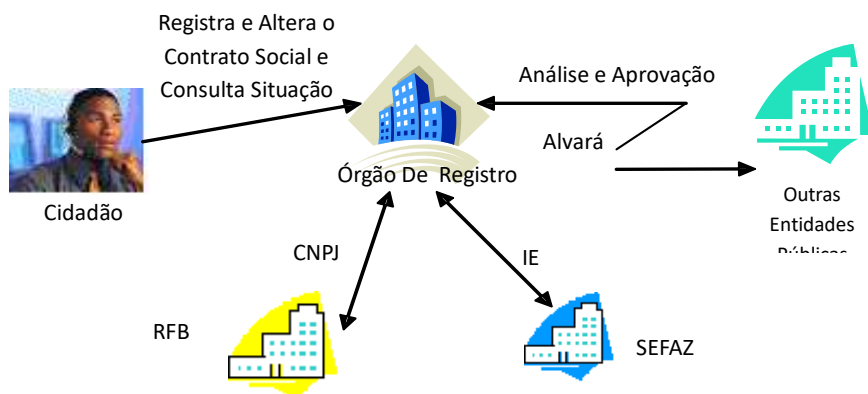 Registra e Altera o
Contrato Social e
Consulta Situação
Análise e Aprovação
Alvará
Órgão De Registro
Cidadão
Outras
Entidades
CNPJ
IE
RFB
SEFAZ